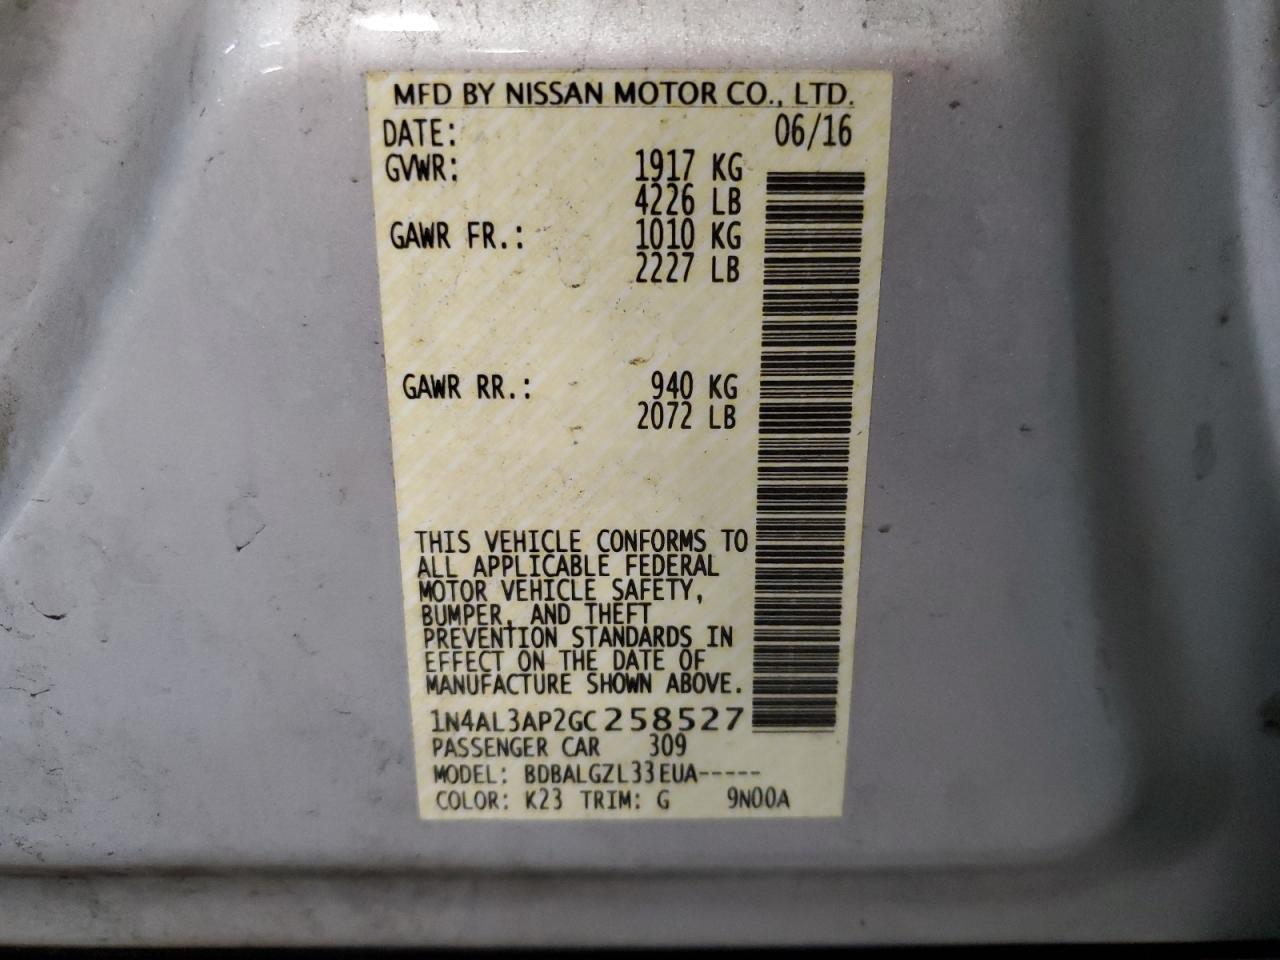 MFD BY NISSAN MOTOR CO., LTD.
DATE: 06/16
GVWR: 1917 KG
4226 LB
GAWR FR.: 1010 KG
2227 LB
GAWR RR.: 940 KG
2072 LB
THIS VEHICLE CONFORMS TO
ALL APPLICABLE FEDERAL
MOTOR VEHICLE SAFETY,
BUMPER, AND THEFT
PREVENTION STANDARDS IN
EFFECT ON THE DATE OF
MANUFACTURE SHOWN ABOVE.
1N4AL3AP2GC258527
PASSENGER CAR 309
MODEL: BDBALGZL33EUA-----
COLOR: K23 TRIM: G 9N00A